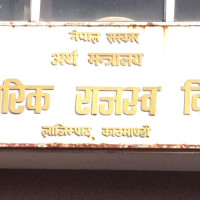 नेपाल सरकार
अर्थ मन्त्रालय
रिक राजस्व वि
लाजिम्पाट, काठमाण्डौ